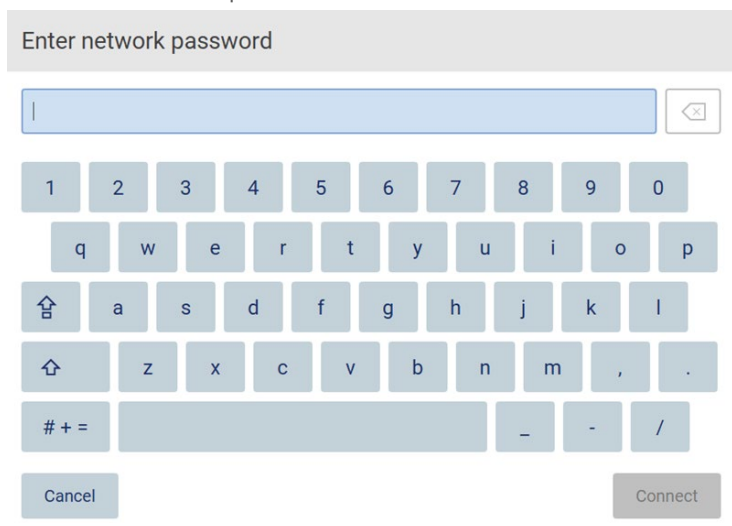 Enter network password
1 2 3 4 5 6 7 8 9 0
q w e r t y u i o p
a s d f g h j k l
z x c v b n m , .
# + = _ - /
Cancel Connect